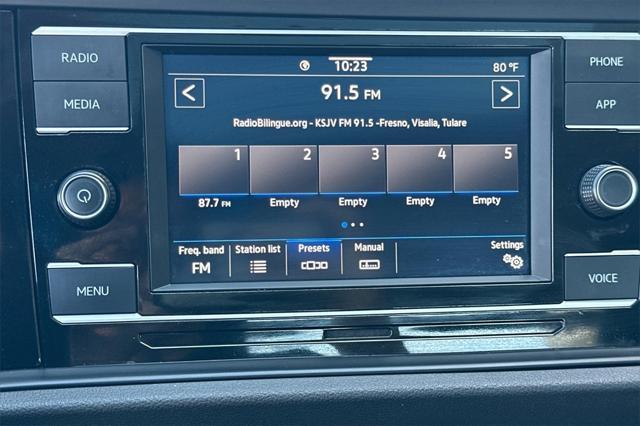 RADIO
MEDIA
MENU
PHONE
APP
VOICE
10:23
80 °F
< 91.5 FM >
RadioBilingue.org - KSJV FM 91.5 -Fresno, Visalia, Tulare
1 2 3 4 5
87.7 FM Empty Empty Empty Empty
Freq. band Station list Presets Manual Settings
FM